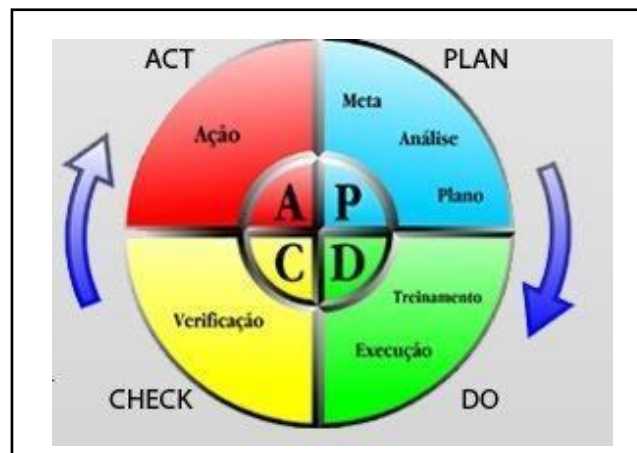 ACT
PLAN
Meta
Ação
Análise
Plano
A P
C D
Treinamento
Verificação
Execução
CHECK
DO